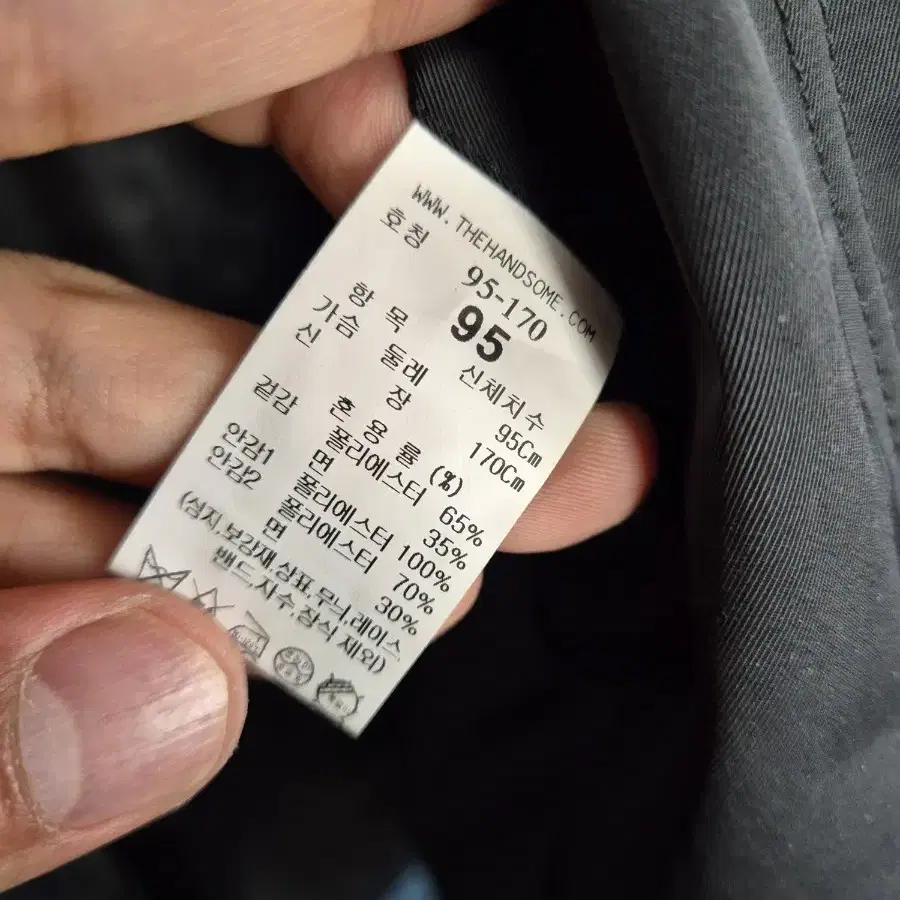 WWW.THEHANDSOME.COM
호칭 95-170
95
항 목 신체치수
가슴 둘레 95Cm
신 장 170Cm
혼 용 률 (%)
겉감 폴리에스터 65%
면 35%
안감1 폴리에스터 100%
안감2 폴리에스터 70%
면 30%
(심지,보강재,상표,무늬,레이스,
밴드,자수,장식 제외)